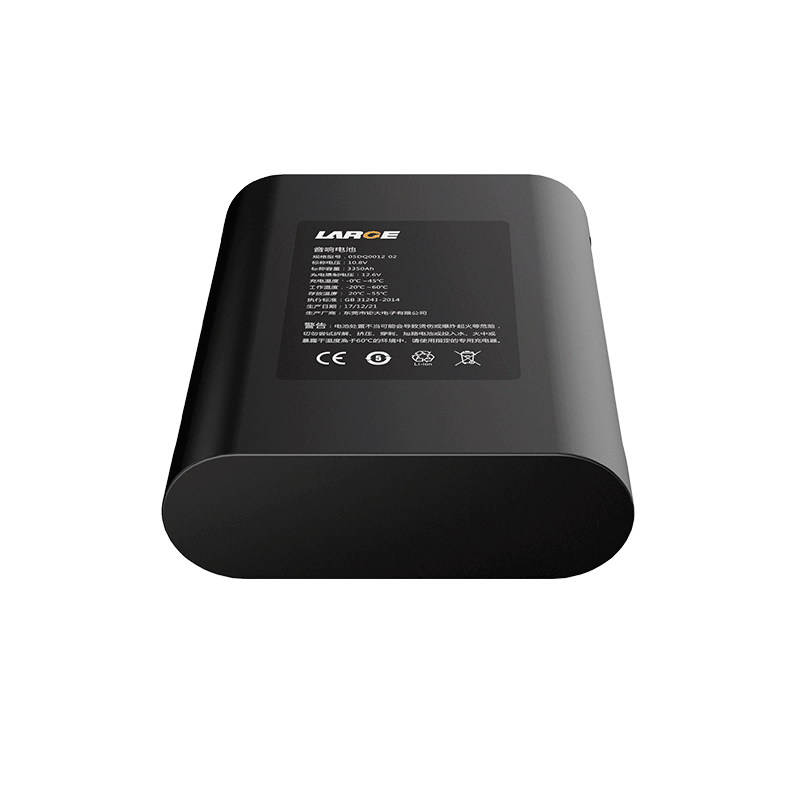 LARGE
音响电池
规格型号：05DQ0012 02
标称电压：10.8V
标称容量：3350Ah
充电限制电压：12.6V
充电温度：-0℃~45℃
工作温度：-20℃~60℃
存放温度： 20℃~55℃
执行标准：GB 31241-2014
生产日期：17/12/21
生产厂商：东莞市钜大电子有限公司
警告：电池处置不当可能会导致烫伤或爆炸起火等危险，
切勿尝试拆解、挤压、穿刺、短路电池或投入水、火中或
暴露于温度高于60℃的环境中，请使用指定的专用充电器。
CE
5
Li-ion